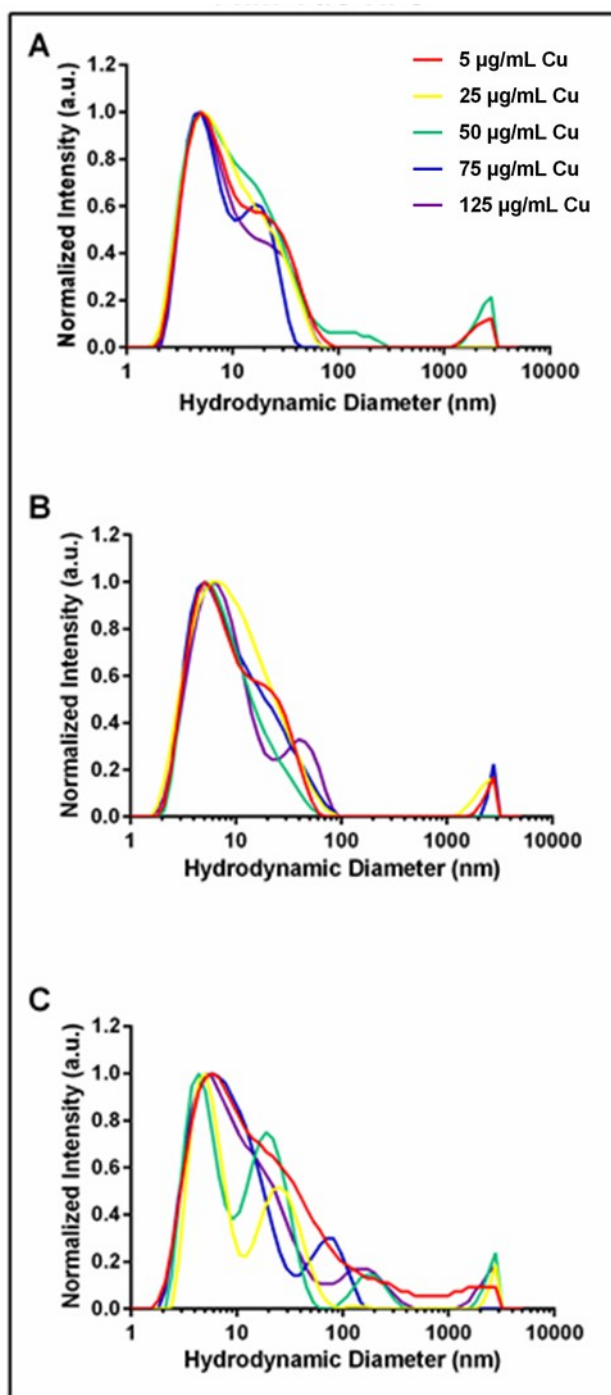 A
1.2
1.0
0.8
0.6
0.4
0.2
0.0
Normalized Intensity (a.u.)
5 µg/mL Cu
25 µg/mL Cu
50 µg/mL Cu
75 µg/mL Cu
125 µg/mL Cu
1 10 100 1000 10000
Hydrodynamic Diameter (nm)
B
1.2
1.0
0.8
0.6
0.4
0.2
0.0
Normalized Intensity (a.u.)
1 10 100 1000 10000
Hydrodynamic Diameter (nm)
C
1.2
1.0
0.8
0.6
0.4
0.2
0.0
Normalized Intensity (a.u.)
1 10 100 1000 10000
Hydrodynamic Diameter (nm)